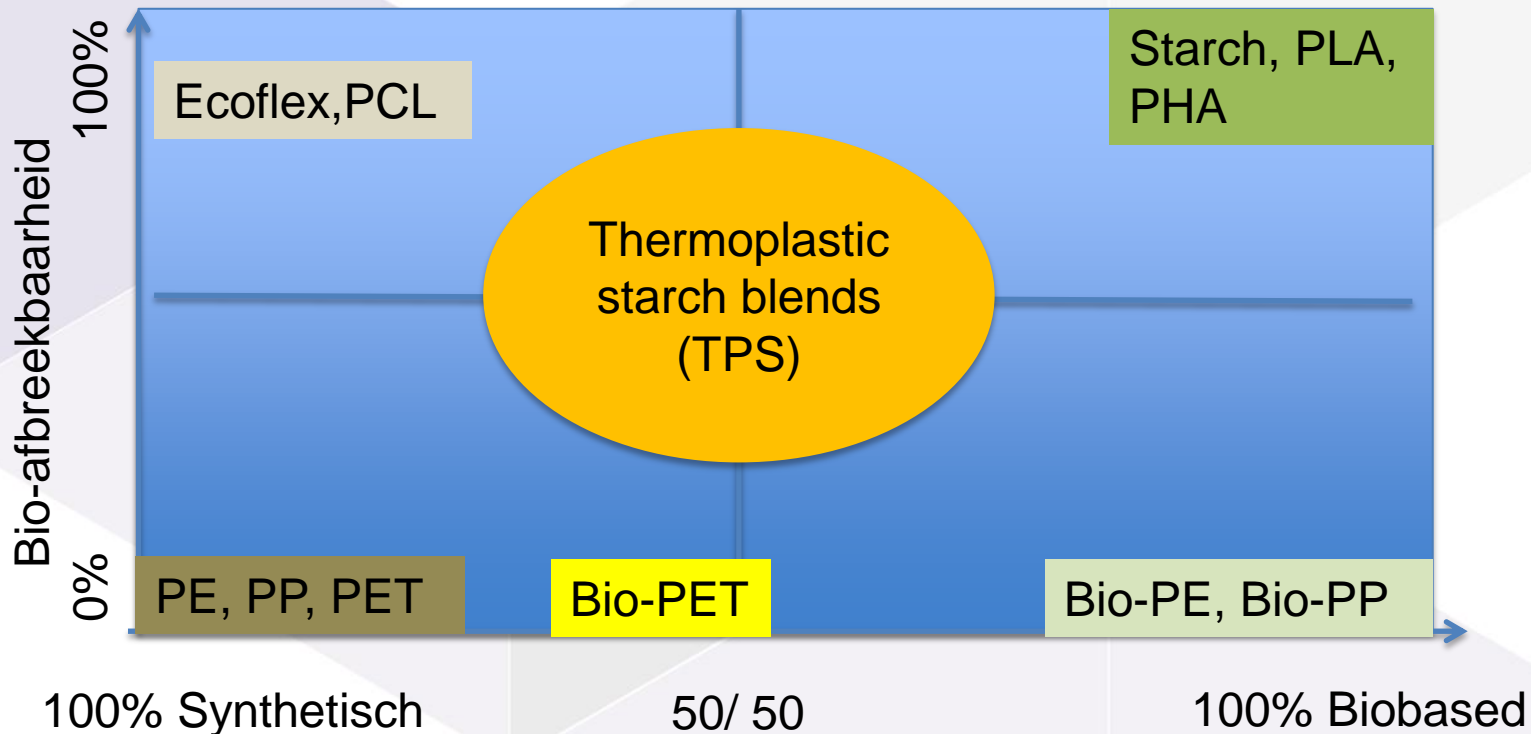 100%
Bio-afbreekbaarheid
0%
Ecoflex,PCL
Starch, PLA,
PHA
Thermoplastic
starch blends
(TPS)
PE, PP, PET
Bio-PET
Bio-PE, Bio-PP
100% Synthetisch
50/ 50
100% Biobased